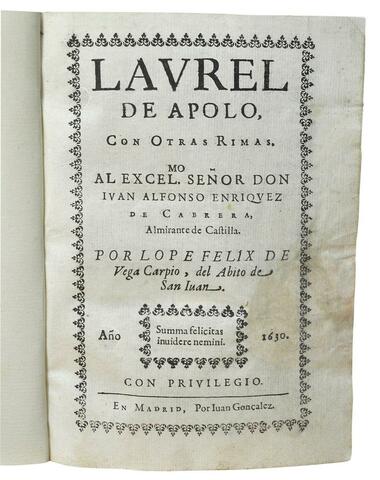 LAVREL
DE APOLO,
CON OTRAS RIMAS.
MO
AL EXCEL. SEÑOR DON
IVAN ALFONSO ENRIQVEZ
DE CABRERA,
Almirante de Castilla.
POR LOPE FELIX DE
Vega Carpio, del Abito de
San Iuan.
Año
Summa felicitas
inuidere nemini.
1630.
CON PRIVILEGIO.
EN MADRID, Por Iuan Gonçalez.